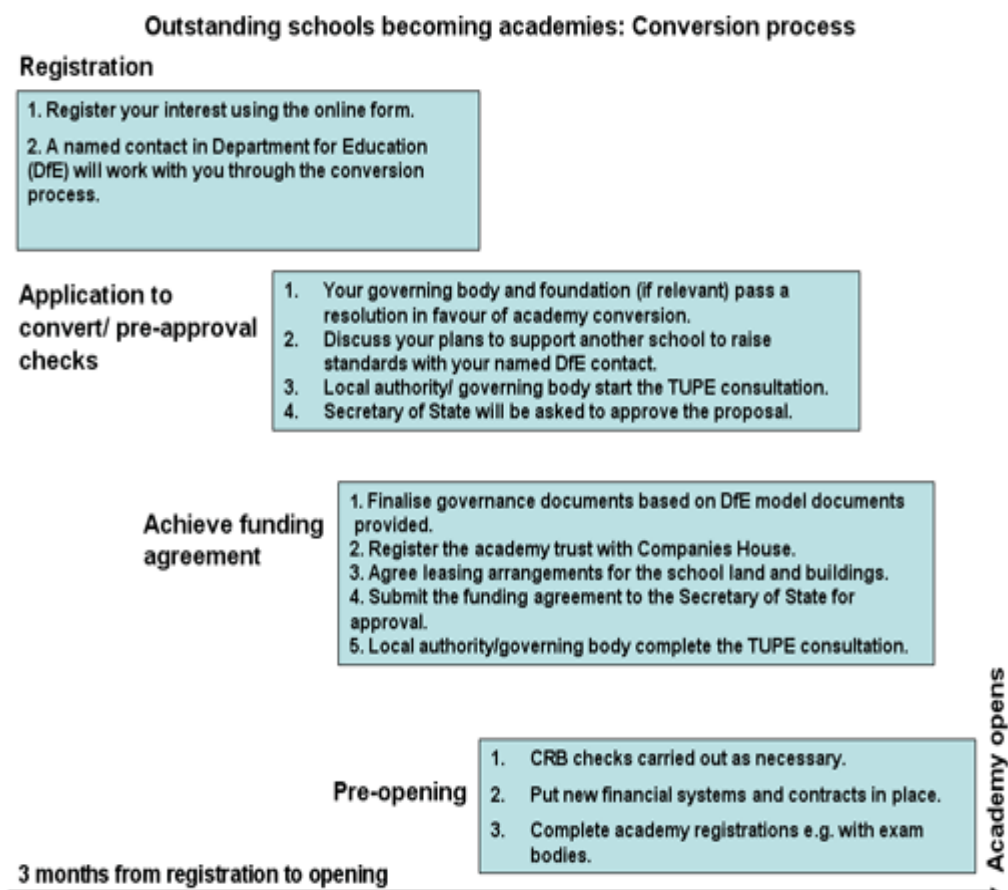 Outstanding schools becoming academies: Conversion process
Registration
1. Register your interest using the online form.
2. A named contact in Department for Education
(DfE) will work with you through the conversion
process.
Application to
convert/ pre-approval
checks
1. Your governing body and foundation (if relevant) pass a
resolution in favour of academy conversion.
2. Discuss your plans to support another school to raise
standards with your named DfE contact.
3. Local authority/ governing body start the TUPE consultation.
4. Secretary of State will be asked to approve the proposal.
Achieve funding
agreement
1. Finalise governance documents based on DfE model documents
provided.
2. Register the academy trust with Companies House.
3. Agree leasing arrangements for the school land and buildings.
4. Submit the funding agreement to the Secretary of State for
approval.
5. Local authority/governing body complete the TUPE consultation.
Pre-opening
1. CRB checks carried out as necessary.
2. Put new financial systems and contracts in place.
3. Complete academy registrations e.g. with exam
bodies.
Academy opens
3 months from registration to opening